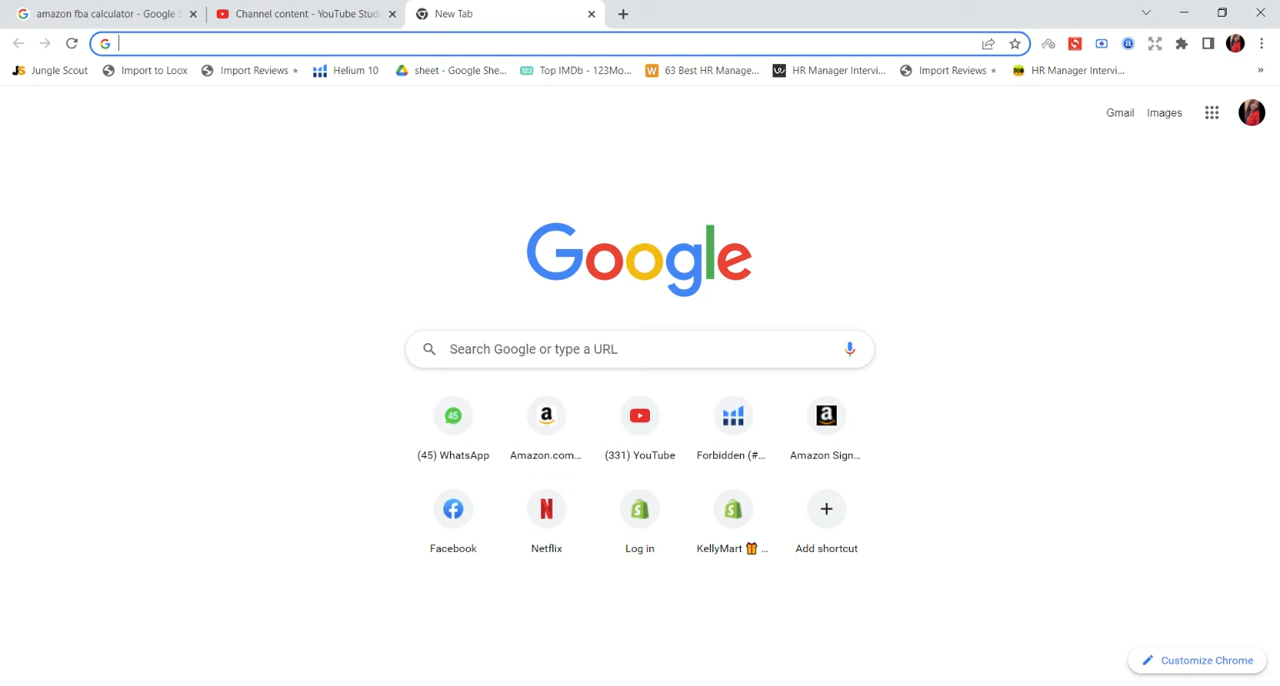 amazon fba calculator - Google S
Channel content - YouTube Studi
New Tab
Jungle Scout
Import to Loox
Import Reviews ⭑
Helium 10
sheet - Google She...
Top IMDb - 123Mo...
63 Best HR Manage...
HR Manager Intervi...
Import Reviews ⭑
HR Manager Intervi...
»
Gmail Images
Google
Search Google or type a URL
(45) WhatsApp
Amazon.com...
(331) YouTube
Forbidden (#...
Amazon Sign...
Facebook
Netflix
Log in
KellyMart 🎁 ...
Add shortcut
Customize Chrome